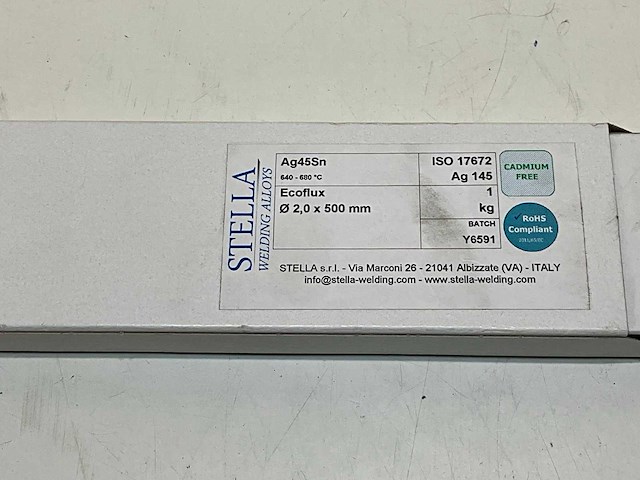 STELLA
WELDING ALLOYS
Ag45Sn
640 - 680 °C
ISO 17672
Ag 145
Ecoflux
Ø 2,0 x 500 mm
1
kg
BATCH
Y6591
CADMIUM
FREE
RoHS
Compliant
STELLA s.r.l. - Via Marconi 26 - 21041 Albizzate (VA) - ITALY
info@stella-welding.com - www.stella-welding.com